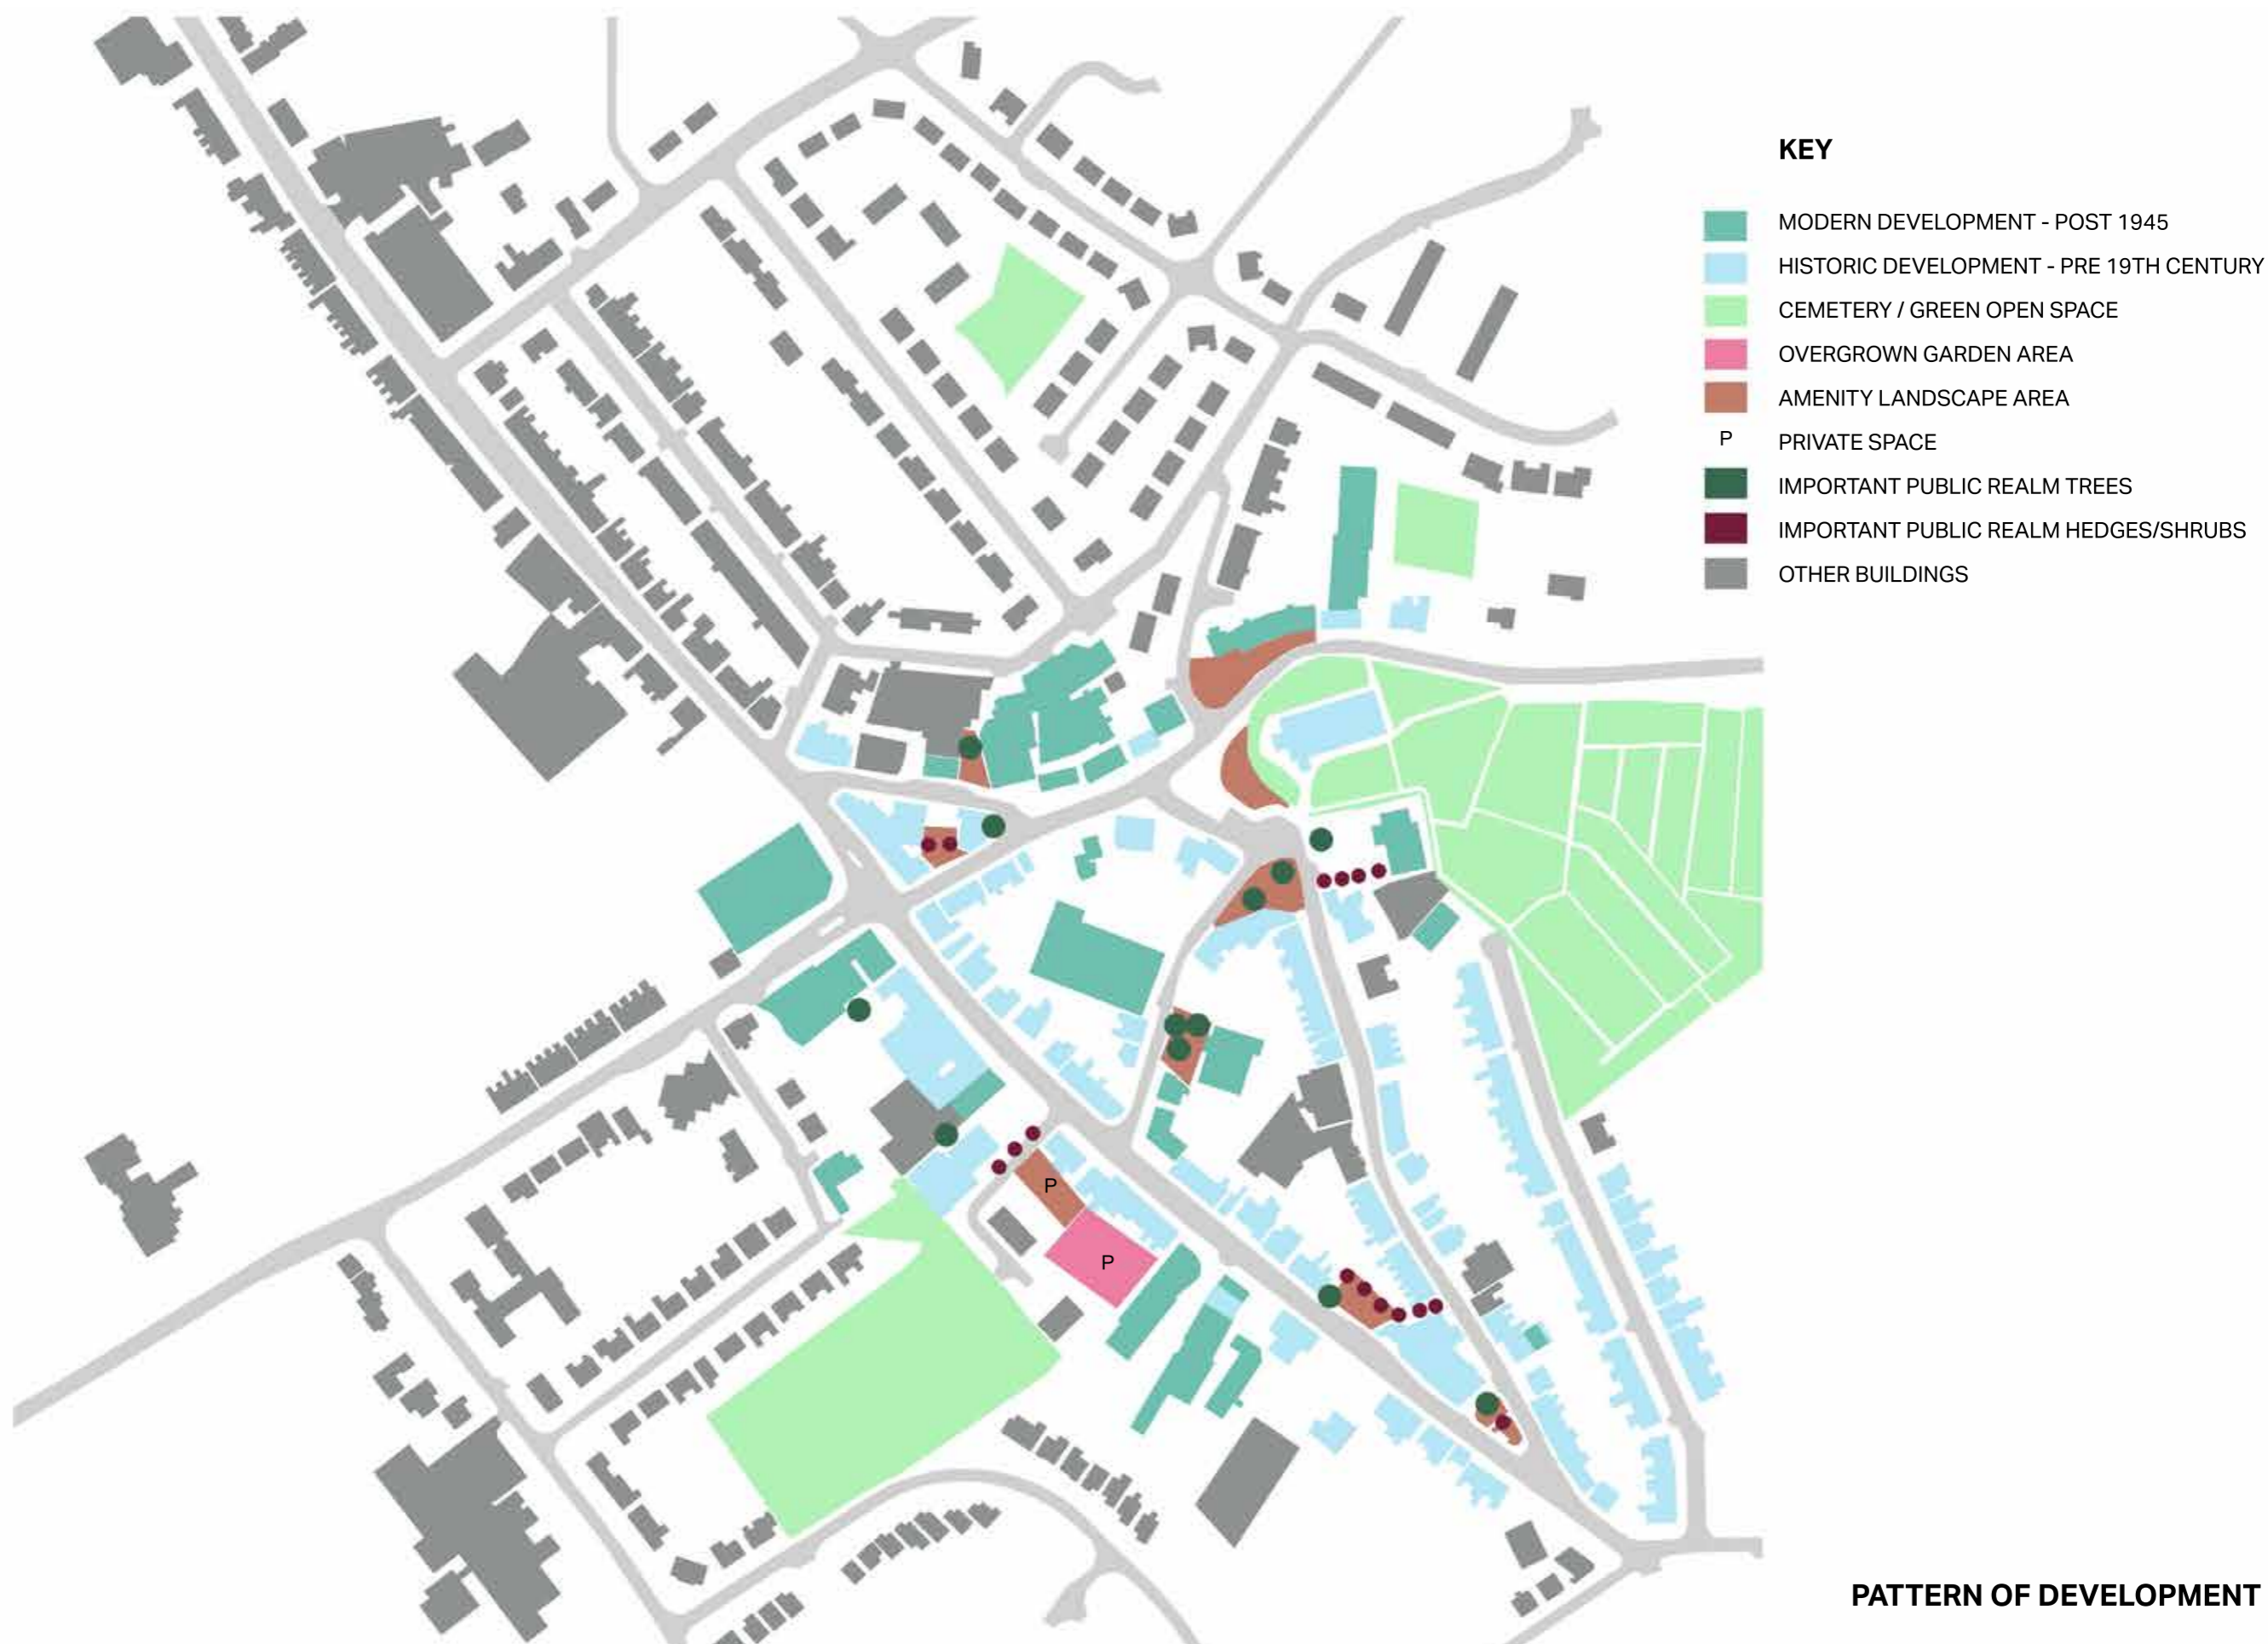 KEY
MODERN DEVELOPMENT - POST 1945
HISTORIC DEVELOPMENT - PRE 19TH CENTURY
CEMETERY / GREEN OPEN SPACE
OVERGROWN GARDEN AREA
AMENITY LANDSCAPE AREA
P PRIVATE SPACE
IMPORTANT PUBLIC REALM TREES
IMPORTANT PUBLIC REALM HEDGES/SHRUBS
OTHER BUILDINGS
P
P
PATTERN OF DEVELOPMENT